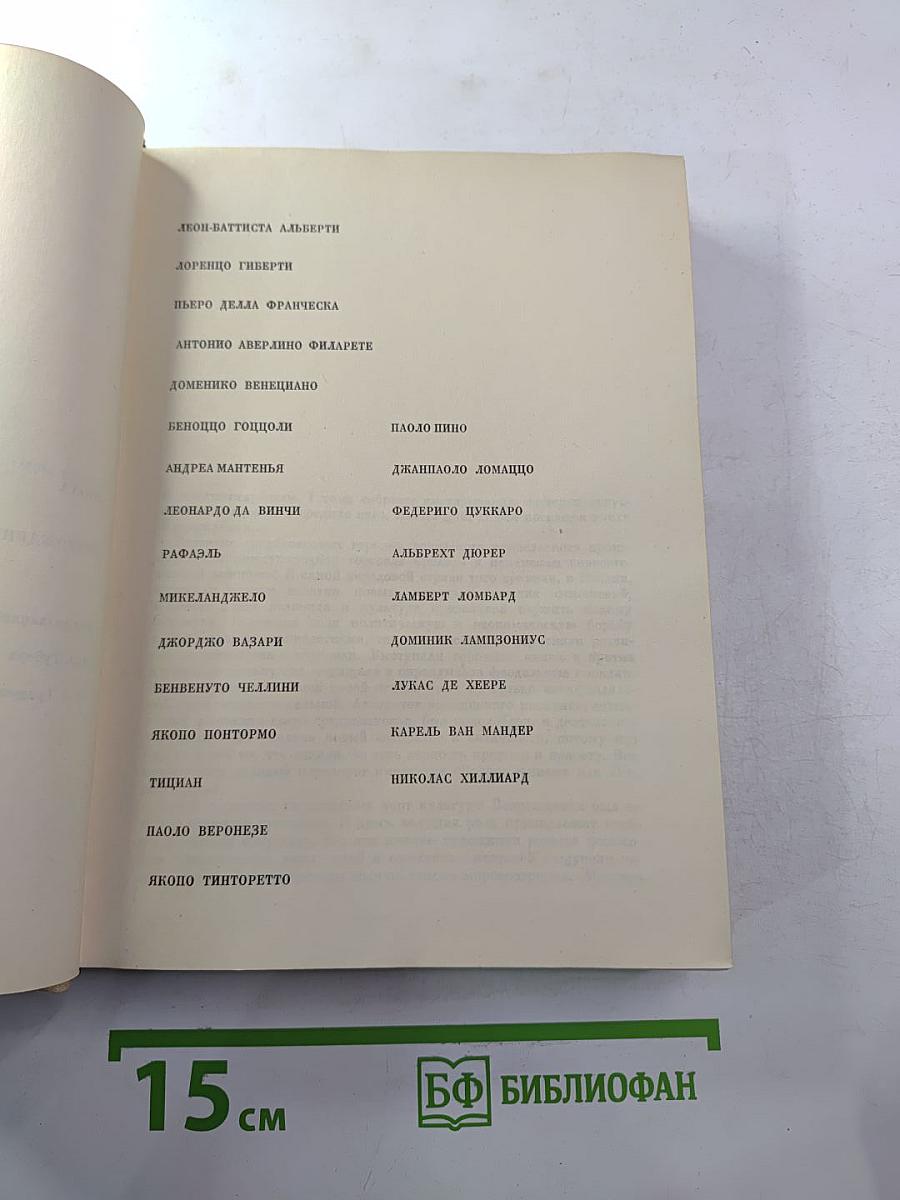 ЛЕОН-БАТТИСТА АЛЬБЕРТИ
ЛОРЕНЦО ГИБЕРТИ
ПЬЕРО ДЕЛЛА ФРАНЧЕСКА
АНТОНИО АВЕРЛИНО ФИЛАРЕТЕ
ДОМЕНИКО ВЕНЕЦИАНО
БЕНОЦЦО ГОЦЦОЛИ
АНДРЕА МАНТЕНЬЯ
ЛЕОНАРДО ДА ВИНЧИ
РАФАЭЛЬ
МИКЕЛАНДЖЕЛО
ДЖОРДЖО ВАЗАРИ
БЕНВЕНУТО ЧЕЛЛИНИ
ЯКОПО ПОНТОРМО
ТИЦИАН
ПАОЛО ВЕРОНЕЗЕ
ЯКОПО ТИНТОРЕТТО
ПАОЛО ПИНО
ДЖАНПАОЛО ЛОМАЦЦО
ФЕДЕРИГО ЦУККАРО
АЛЬБРЕХТ ДЮРЕР
ЛАМБЕРТ ЛОМБАРД
ДОМИНИК ЛАМПЗОНИУС
ЛУКАС ДЕ ХЕЕРЕ
КАРЕЛЬ ВАН МАНДЕР
НИКОЛАС ХИЛЛИАРД
15 см
БФ БИБЛИОФАН